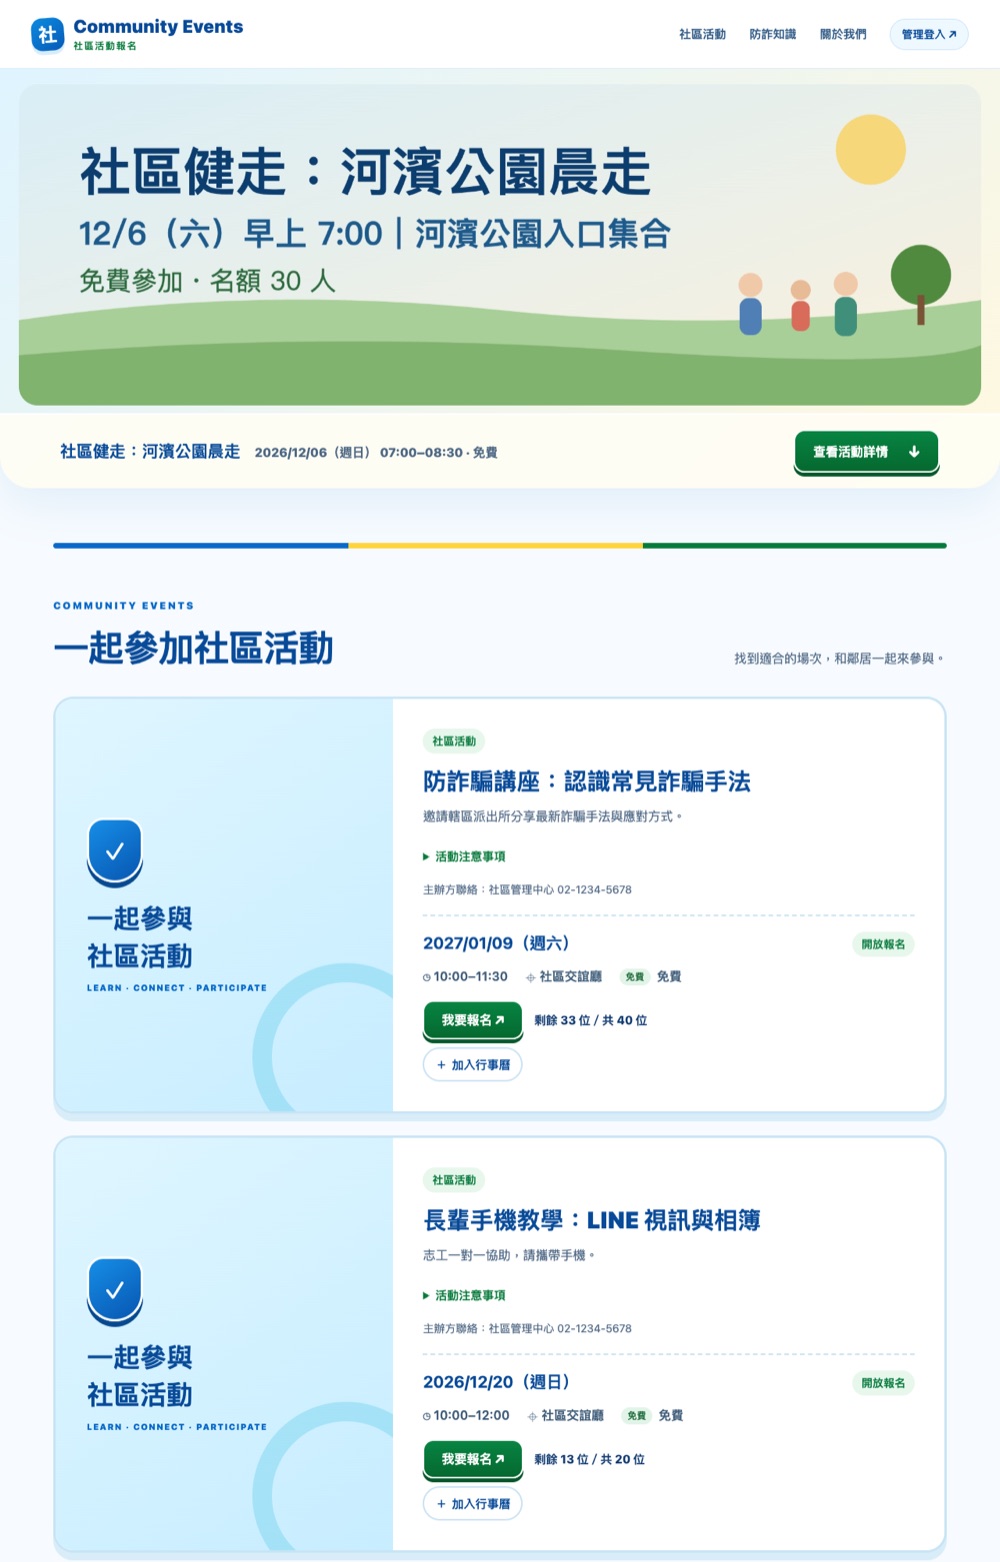 社
Community Events
社區活動報名
社區活動
防詐知識
關於我們
管理登入 ↗
社區健走：河濱公園晨走
12/6（六）早上 7:00｜河濱公園入口集合
免費參加・名額 30 人
社區健走：河濱公園晨走 2026/12/06（週日） 07:00–08:30 · 免費
查看活動詳情 ↓
COMMUNITY EVENTS
一起參加社區活動
找到適合的場次，和鄰居一起來參與。
一起參與
社區活動
LEARN · CONNECT · PARTICIPATE
社區活動
防詐騙講座：認識常見詐騙手法
邀請轄區派出所分享最新詐騙手法與應對方式。
▶ 活動注意事項
主辦方聯絡：社區管理中心 02-1234-5678
2027/01/09（週六）
開放報名
◷ 10:00–11:30 ⌖ 社區交誼廳 免費 免費
我要報名 ↗ 剩餘 33 位 / 共 40 位
＋ 加入行事曆
一起參與
社區活動
LEARN · CONNECT · PARTICIPATE
社區活動
長輩手機教學：LINE 視訊與相簿
志工一對一協助，請攜帶手機。
▶ 活動注意事項
主辦方聯絡：社區管理中心 02-1234-5678
2026/12/20（週日）
開放報名
◷ 10:00–12:00 ⌖ 社區交誼廳 免費 免費
我要報名 ↗ 剩餘 13 位 / 共 20 位
＋ 加入行事曆